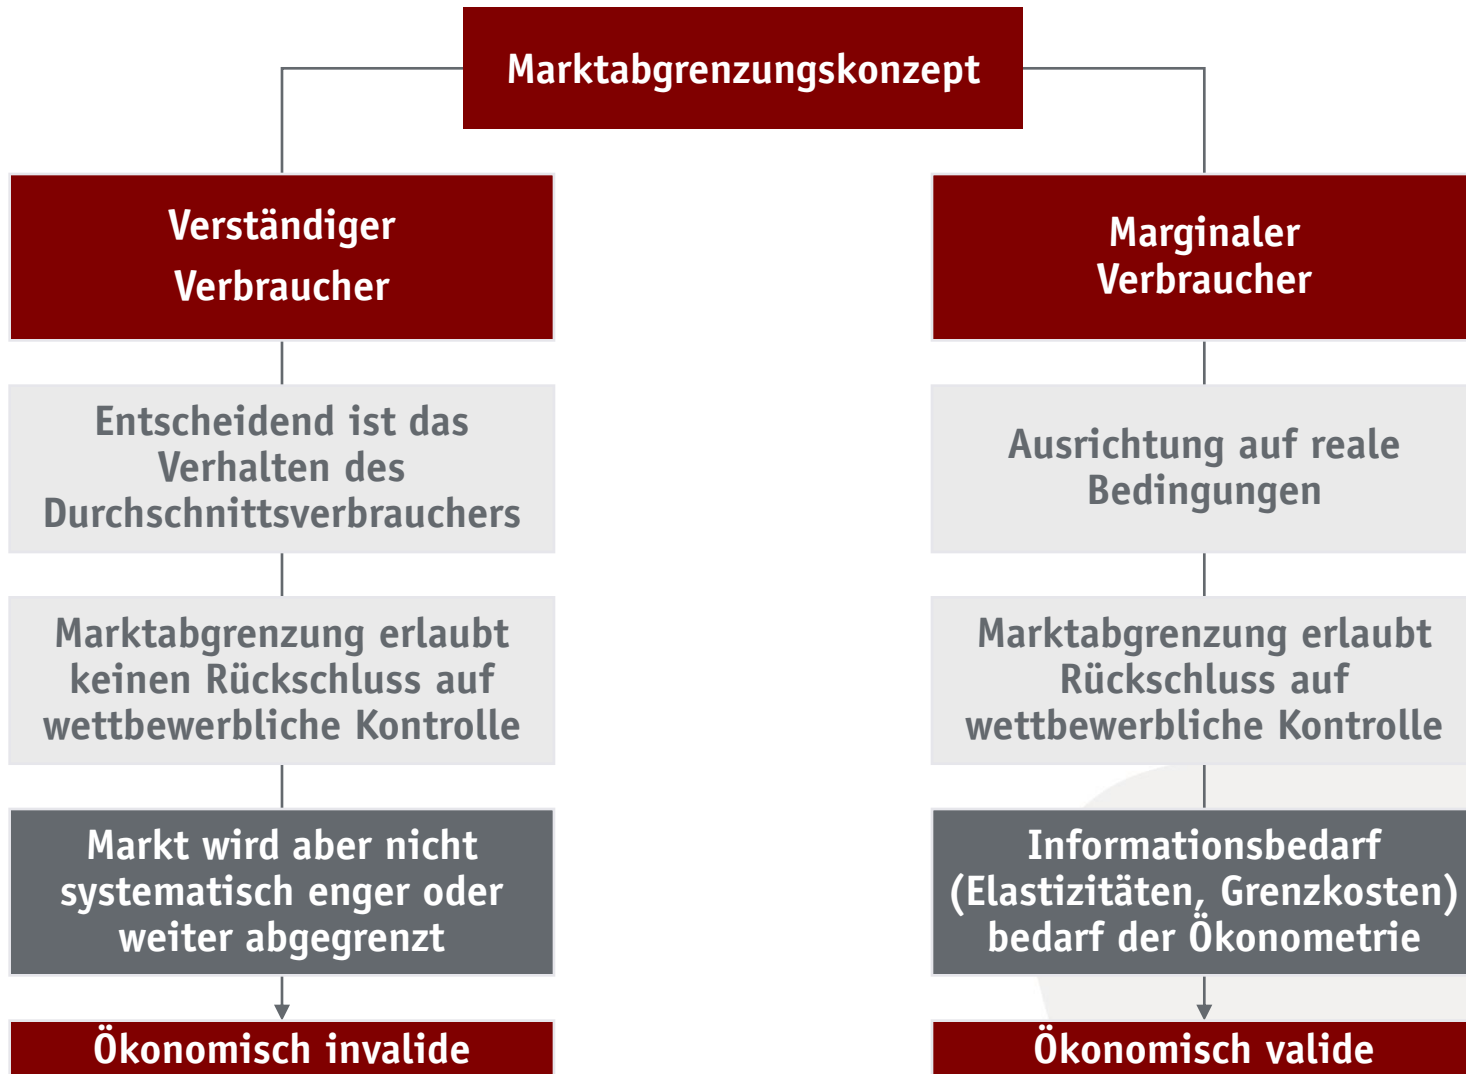 Marktabgrenzungskonzept
Verständiger
Verbraucher
Entscheidend ist das
Verhalten des
Durchschnittsverbrauchers
Marktabgrenzung erlaubt
keinen Rückschluss auf
wettbewerbliche Kontrolle
Markt wird aber nicht
systematisch enger oder
weiter abgegrenzt
Ökonomisch invalide
Marginaler
Verbraucher
Ausrichtung auf reale
Bedingungen
Marktabgrenzung erlaubt
Rückschluss auf
wettbewerbliche Kontrolle
Informationsbedarf
(Elastizitäten, Grenzkosten)
bedarf der Ökonometrie
Ökonomisch valide